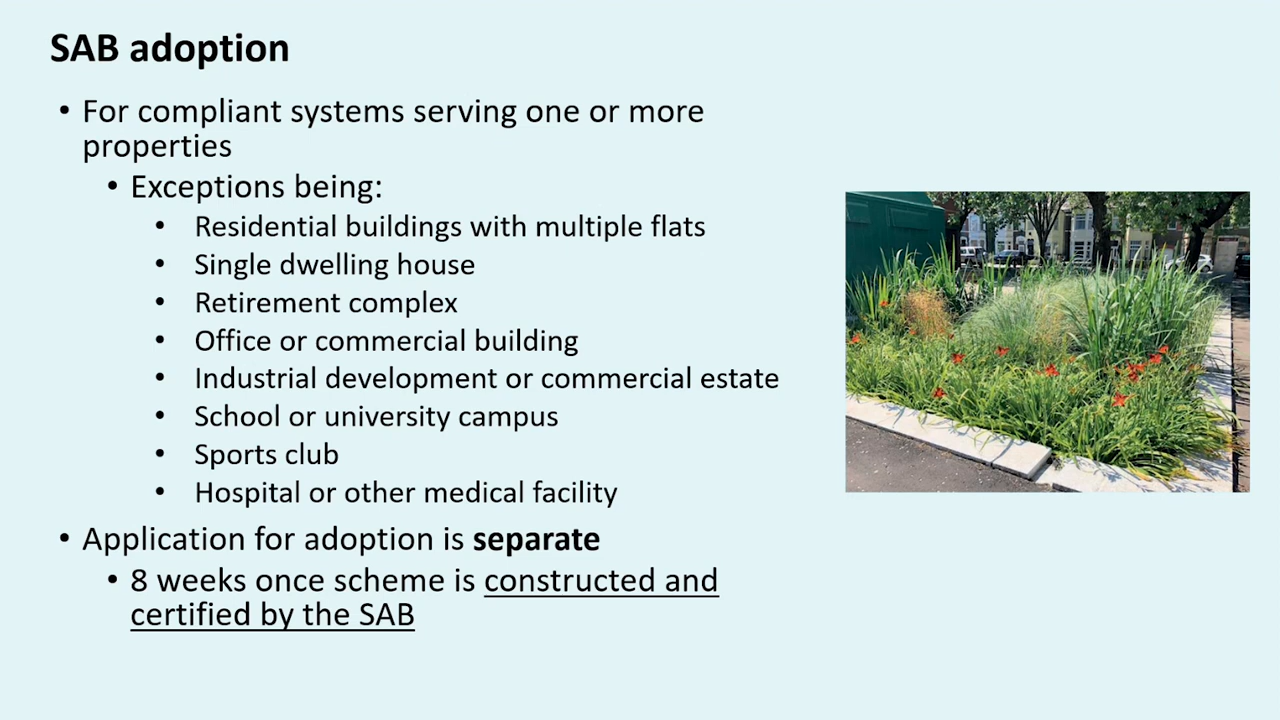 SAB adoption
• For compliant systems serving one or more
properties
• Exceptions being:
• Residential buildings with multiple flats
• Single dwelling house
• Retirement complex
• Office or commercial building
• Industrial development or commercial estate
• School or university campus
• Sports club
• Hospital or other medical facility
• Application for adoption is separate
• 8 weeks once scheme is constructed and
certified by the SAB